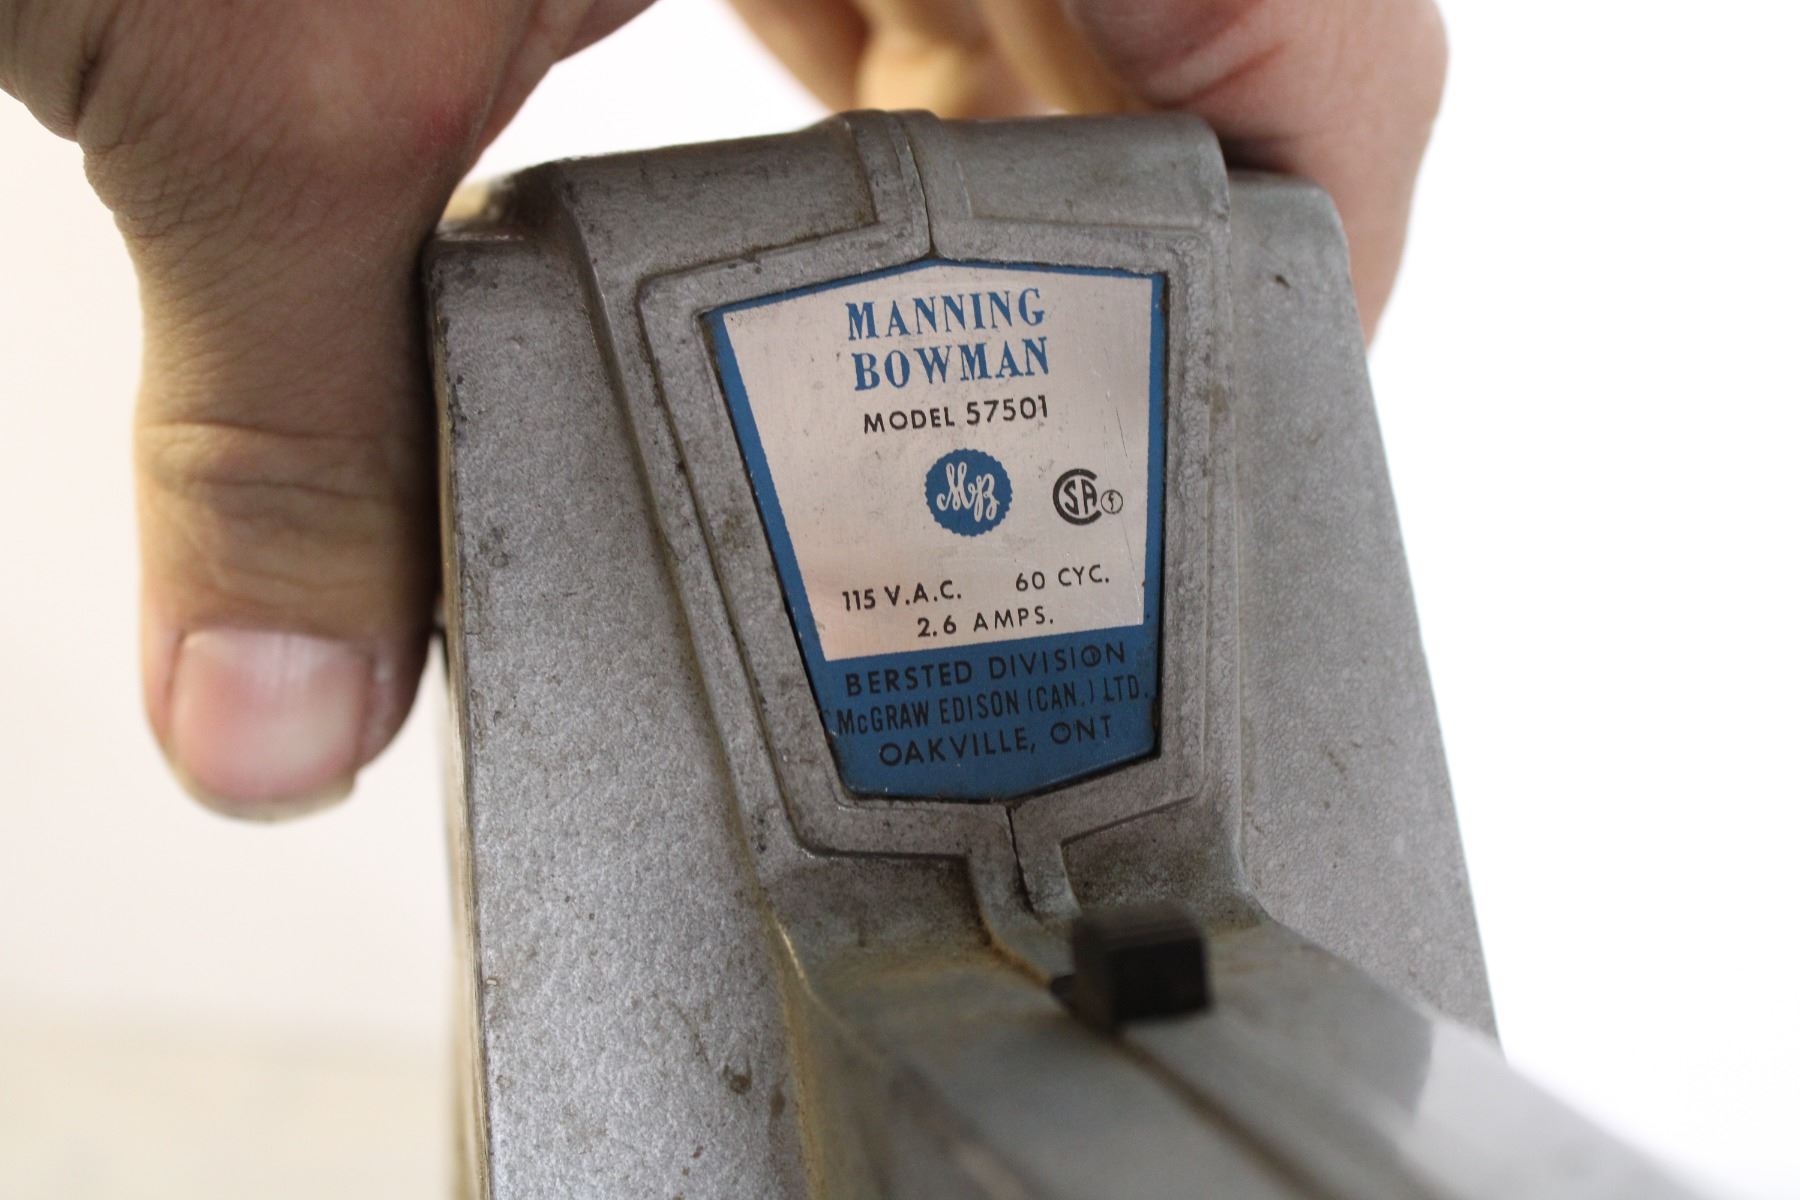 MANNING
BOWMAN
MODEL 57501
MB
CSA
115 V.A.C. 60 CYC.
2.6 AMPS.
BERSTED DIVISION
McGRAW EDISON (CAN.) LTD.
OAKVILLE, ONT